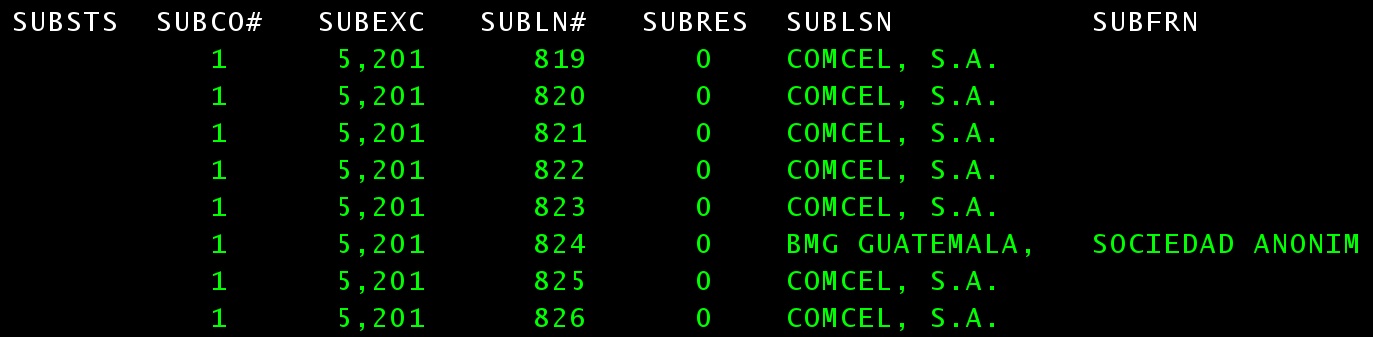 SUBSTS SUBCO# SUBEXC SUBLN# SUBRES SUBLSN SUBFRN
1 5,201 819 0 COMCEL, S.A.
1 5,201 820 0 COMCEL, S.A.
1 5,201 821 0 COMCEL, S.A.
1 5,201 822 0 COMCEL, S.A.
1 5,201 823 0 COMCEL, S.A.
1 5,201 824 0 BMG GUATEMALA, SOCIEDAD ANONIM
1 5,201 825 0 COMCEL, S.A.
1 5,201 826 0 COMCEL, S.A.